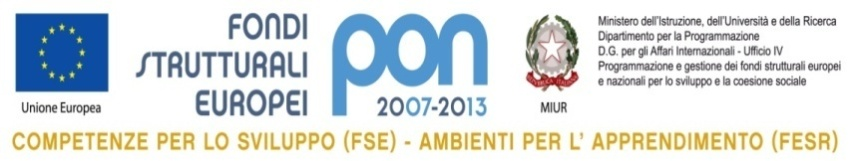 Unione Europea
FONDI
STRUTTURALI
EUROPEI
pon
2007-2013
REPVBBLICA ITALIANA
MIUR
Ministero dell'Istruzione, dell'Università e della Ricerca
Dipartimento per la Programmazione
D.G. per gli Affari Internazionali - Ufficio IV
Programmazione e gestione dei fondi strutturali europei
e nazionali per lo sviluppo e la coesione sociale
COMPETENZE PER LO SVILUPPO (FSE) - AMBIENTI PER L' APPRENDIMENTO (FESR)